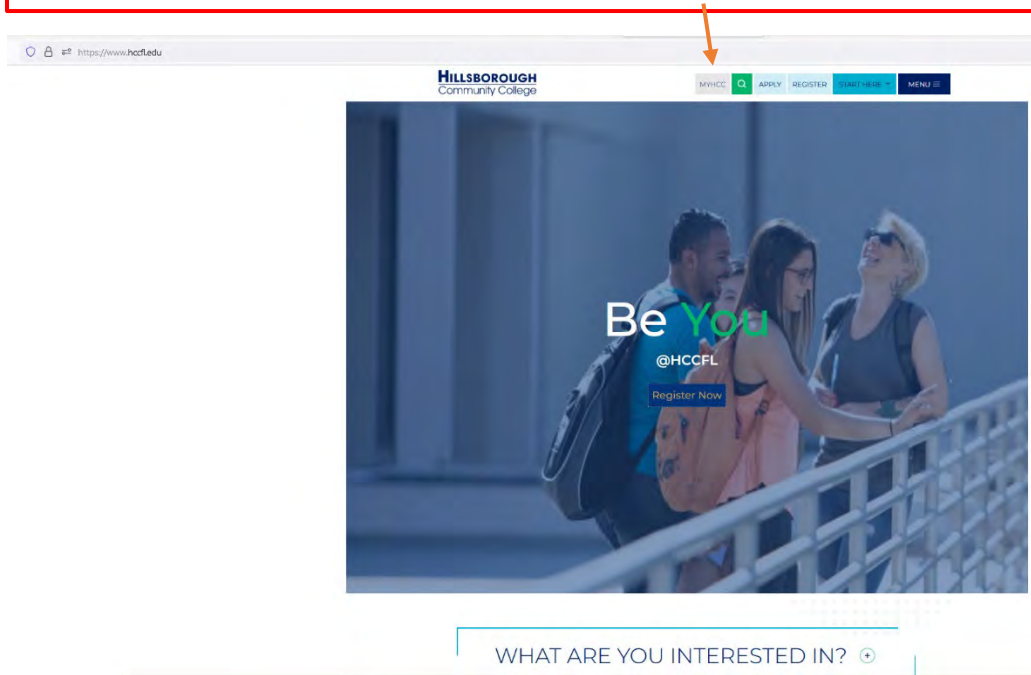 https://www.hccfl.edu
HILLSBOROUGH
Community College
MYHCC APPLY REGISTER START HERE MENU
Be You
@HCCFL
Register Now
WHAT ARE YOU INTERESTED IN?